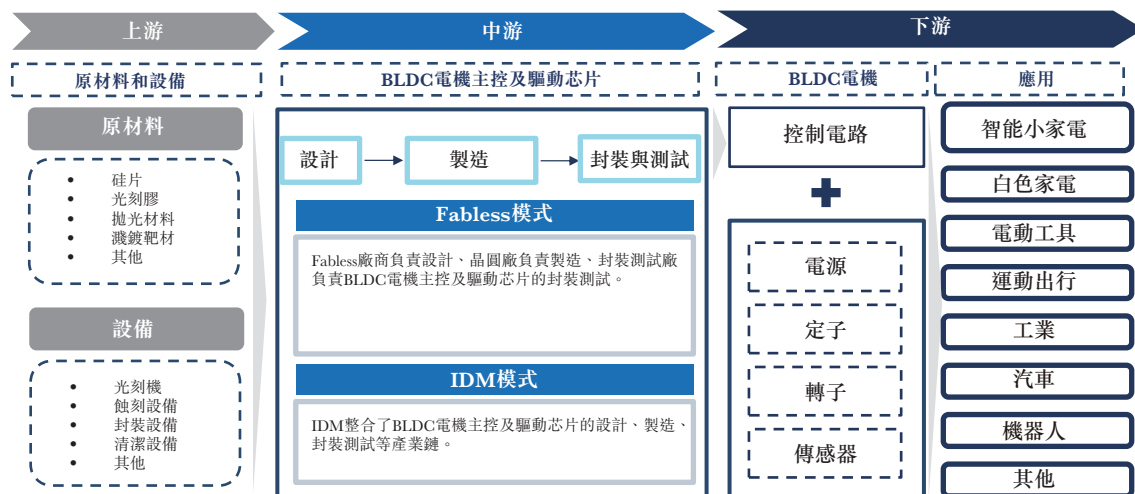 上游
中游
下游
原材料和設備
BLDC電機主控及驅動芯片
BLDC電機
應用
原材料
• 硅片
• 光刻膠
• 拋光材料
• 濺鍍靶材
• 其他
設備
• 光刻機
• 蝕刻設備
• 封裝設備
• 清潔設備
• 其他
設計
製造
封裝與測試
Fabless模式
Fabless廠商負責設計、晶圓廠負責製造、封裝測試廠
負責BLDC電機主控及驅動芯片的封裝測試。
IDM模式
IDM整合了BLDC電機主控及驅動芯片的設計、製造、
封裝測試等產業鏈。
控制電路
電源
定子
轉子
傳感器
智能小家電
白色家電
電動工具
運動出行
工業
汽車
機器人
其他